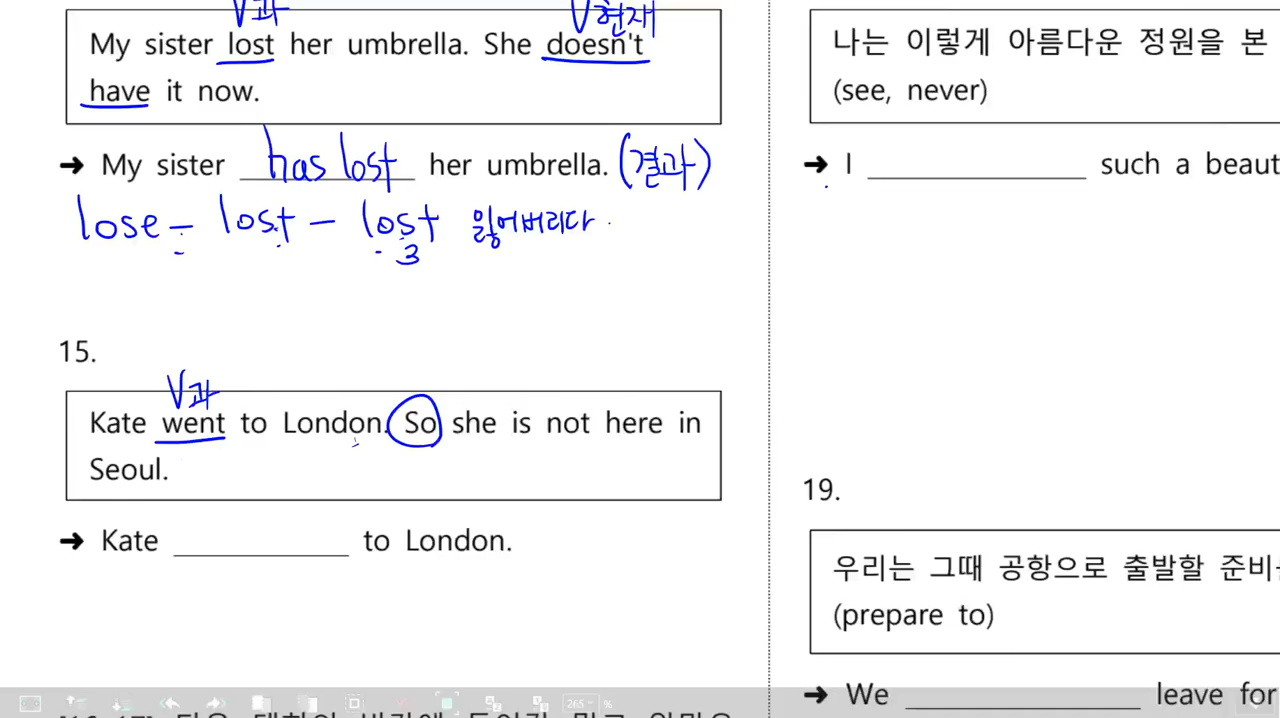 V과
V현재
My sister lost her umbrella. She doesn't
have it now.
➜ My sister has lost her umbrella. (결과)
lose - lost - lost 잃어버리다
3
15.
V과
Kate went to London. So she is not here in
Seoul.
➜ Kate ____________ to London.
나는 이렇게 아름다운 정원을 본
(see, never)
➜ I _______________ such a beaut
19.
우리는 그때 공항으로 출발할 준비
(prepare to)
➜ We ________________ leave for
265 %